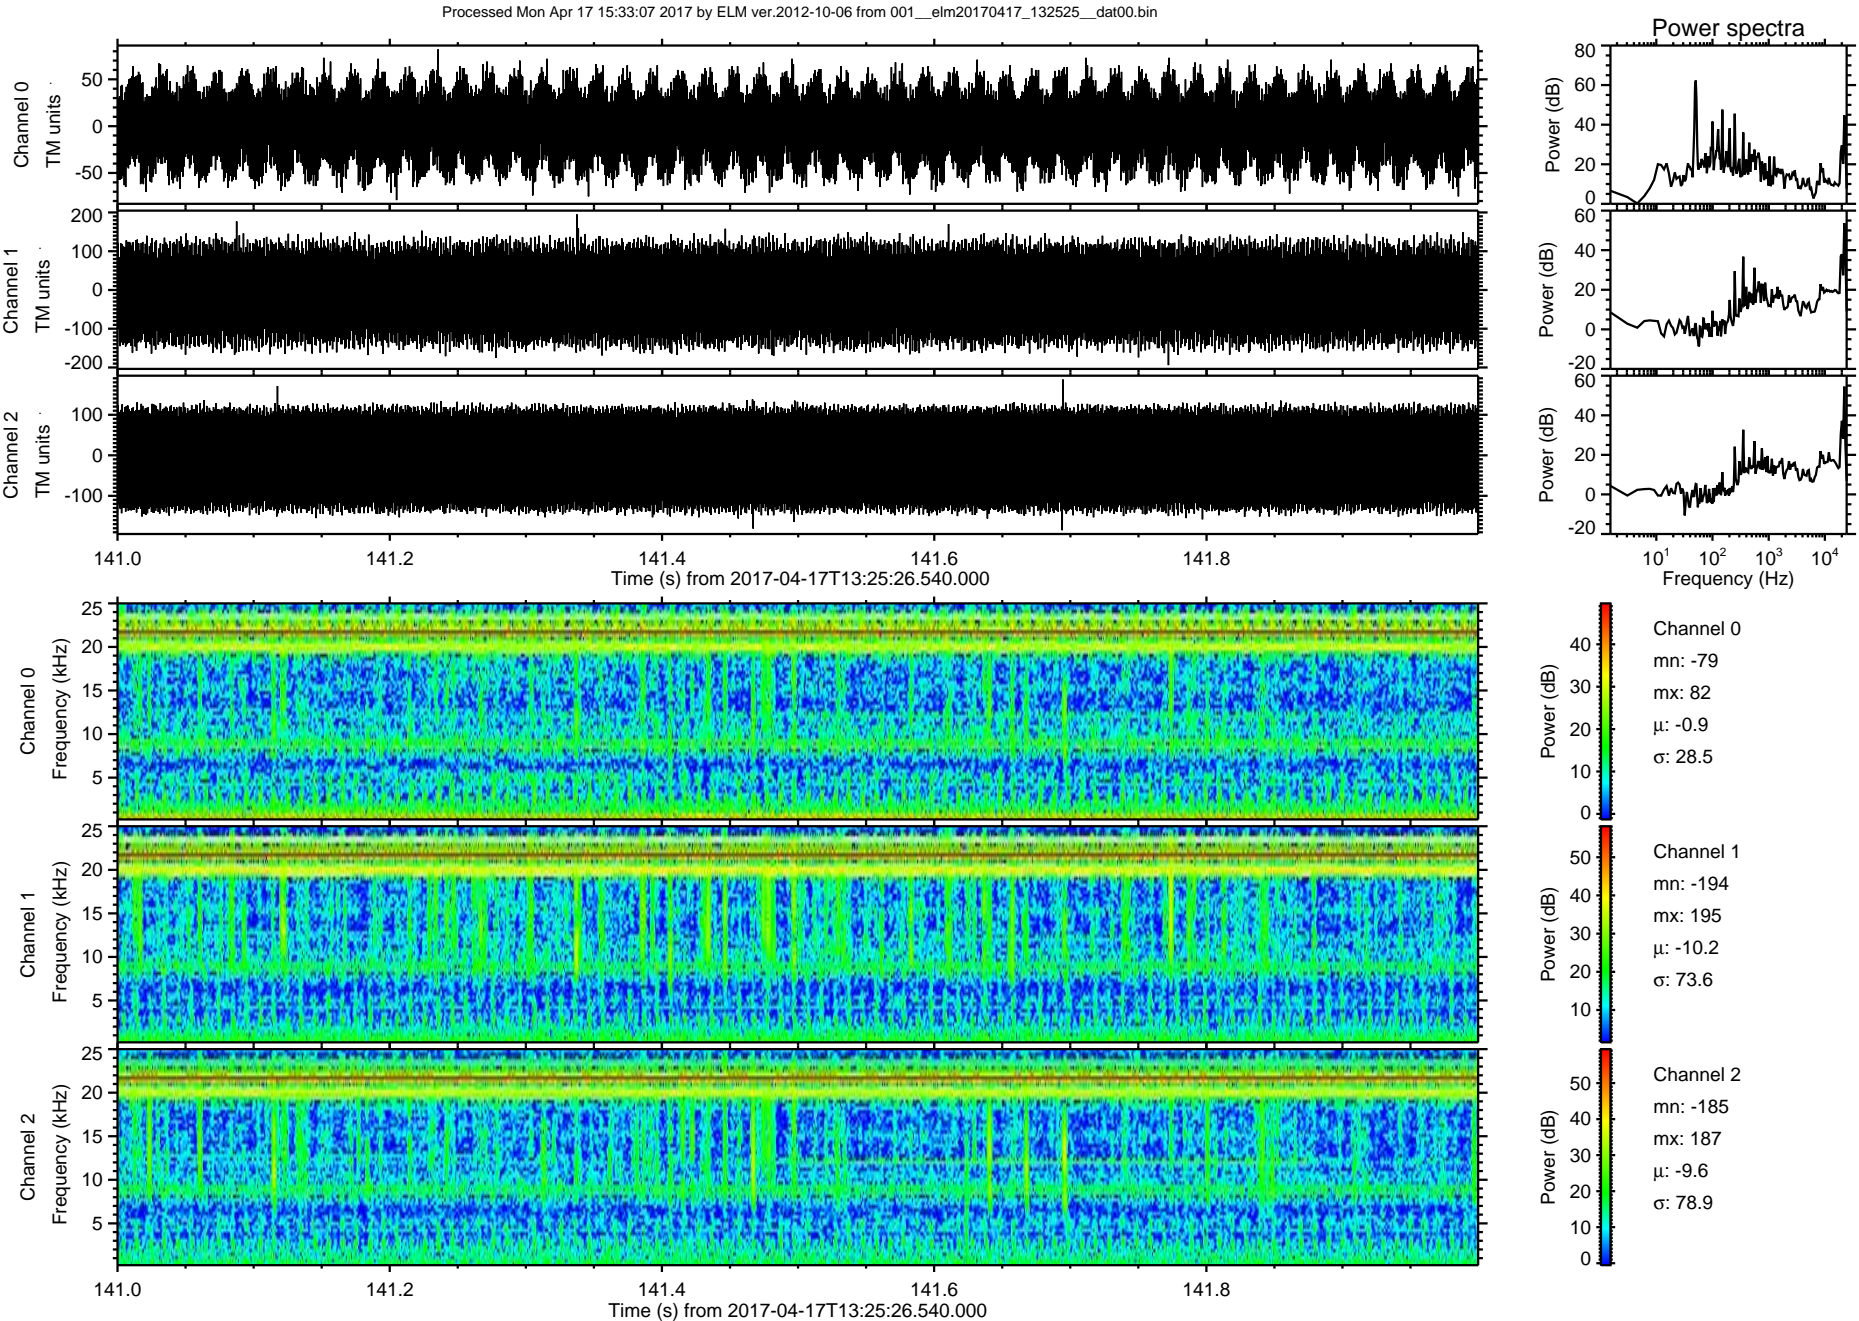 Processed Mon Apr 17 15:33:07 2017 by ELM ver.2012-10-06 from 001__elm20170417_132525__dat00.bin
Power spectra
Channel 0
TM units
50
0
-50
Power (dB)
80
60
40
20
0
Channel 1
TM units
200
100
0
-100
-200
Power (dB)
60
40
20
0
-20
Channel 2
TM units
100
0
-100
Power (dB)
60
40
20
0
-20
141.0 141.2 141.4 141.6 141.8
Time (s) from 2017-04-17T13:25:26.540.000
10¹ 10² 10³ 10⁴
Frequency (Hz)
Channel 0
Frequency (kHz)
25
20
15
10
5
Power (dB)
40
30
20
10
0
Channel 0
mn: -79
mx: 82
μ: -0.9
σ: 28.5
Channel 1
Frequency (kHz)
25
20
15
10
5
Power (dB)
50
40
30
20
10
Channel 1
mn: -194
mx: 195
μ: -10.2
σ: 73.6
Channel 2
Frequency (kHz)
25
20
15
10
5
Power (dB)
50
40
30
20
10
0
Channel 2
mn: -185
mx: 187
μ: -9.6
σ: 78.9
141.0 141.2 141.4 141.6 141.8
Time (s) from 2017-04-17T13:25:26.540.000